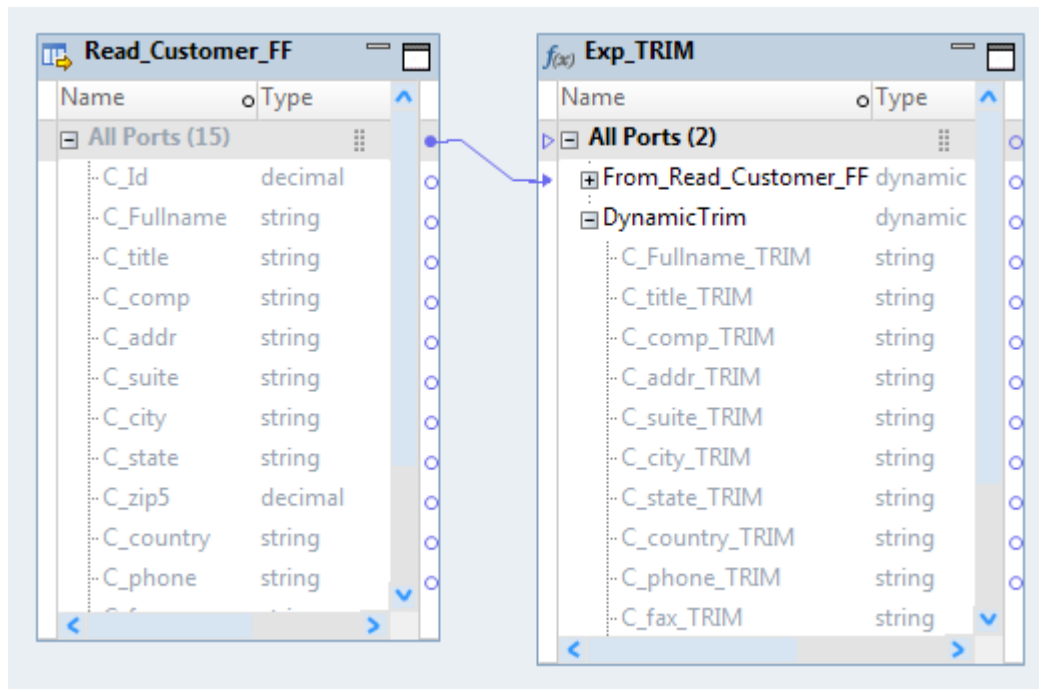 Read_Customer_FF
Name Type
All Ports (15)
C_Id decimal
C_Fullname string
C_title string
C_comp string
C_addr string
C_suite string
C_city string
C_state string
C_zip5 decimal
C_country string
C_phone string
f(x) Exp_TRIM
Name Type
All Ports (2)
From_Read_Customer_FF dynamic
DynamicTrim dynamic
C_Fullname_TRIM string
C_title_TRIM string
C_comp_TRIM string
C_addr_TRIM string
C_suite_TRIM string
C_city_TRIM string
C_state_TRIM string
C_country_TRIM string
C_phone_TRIM string
C_fax_TRIM string